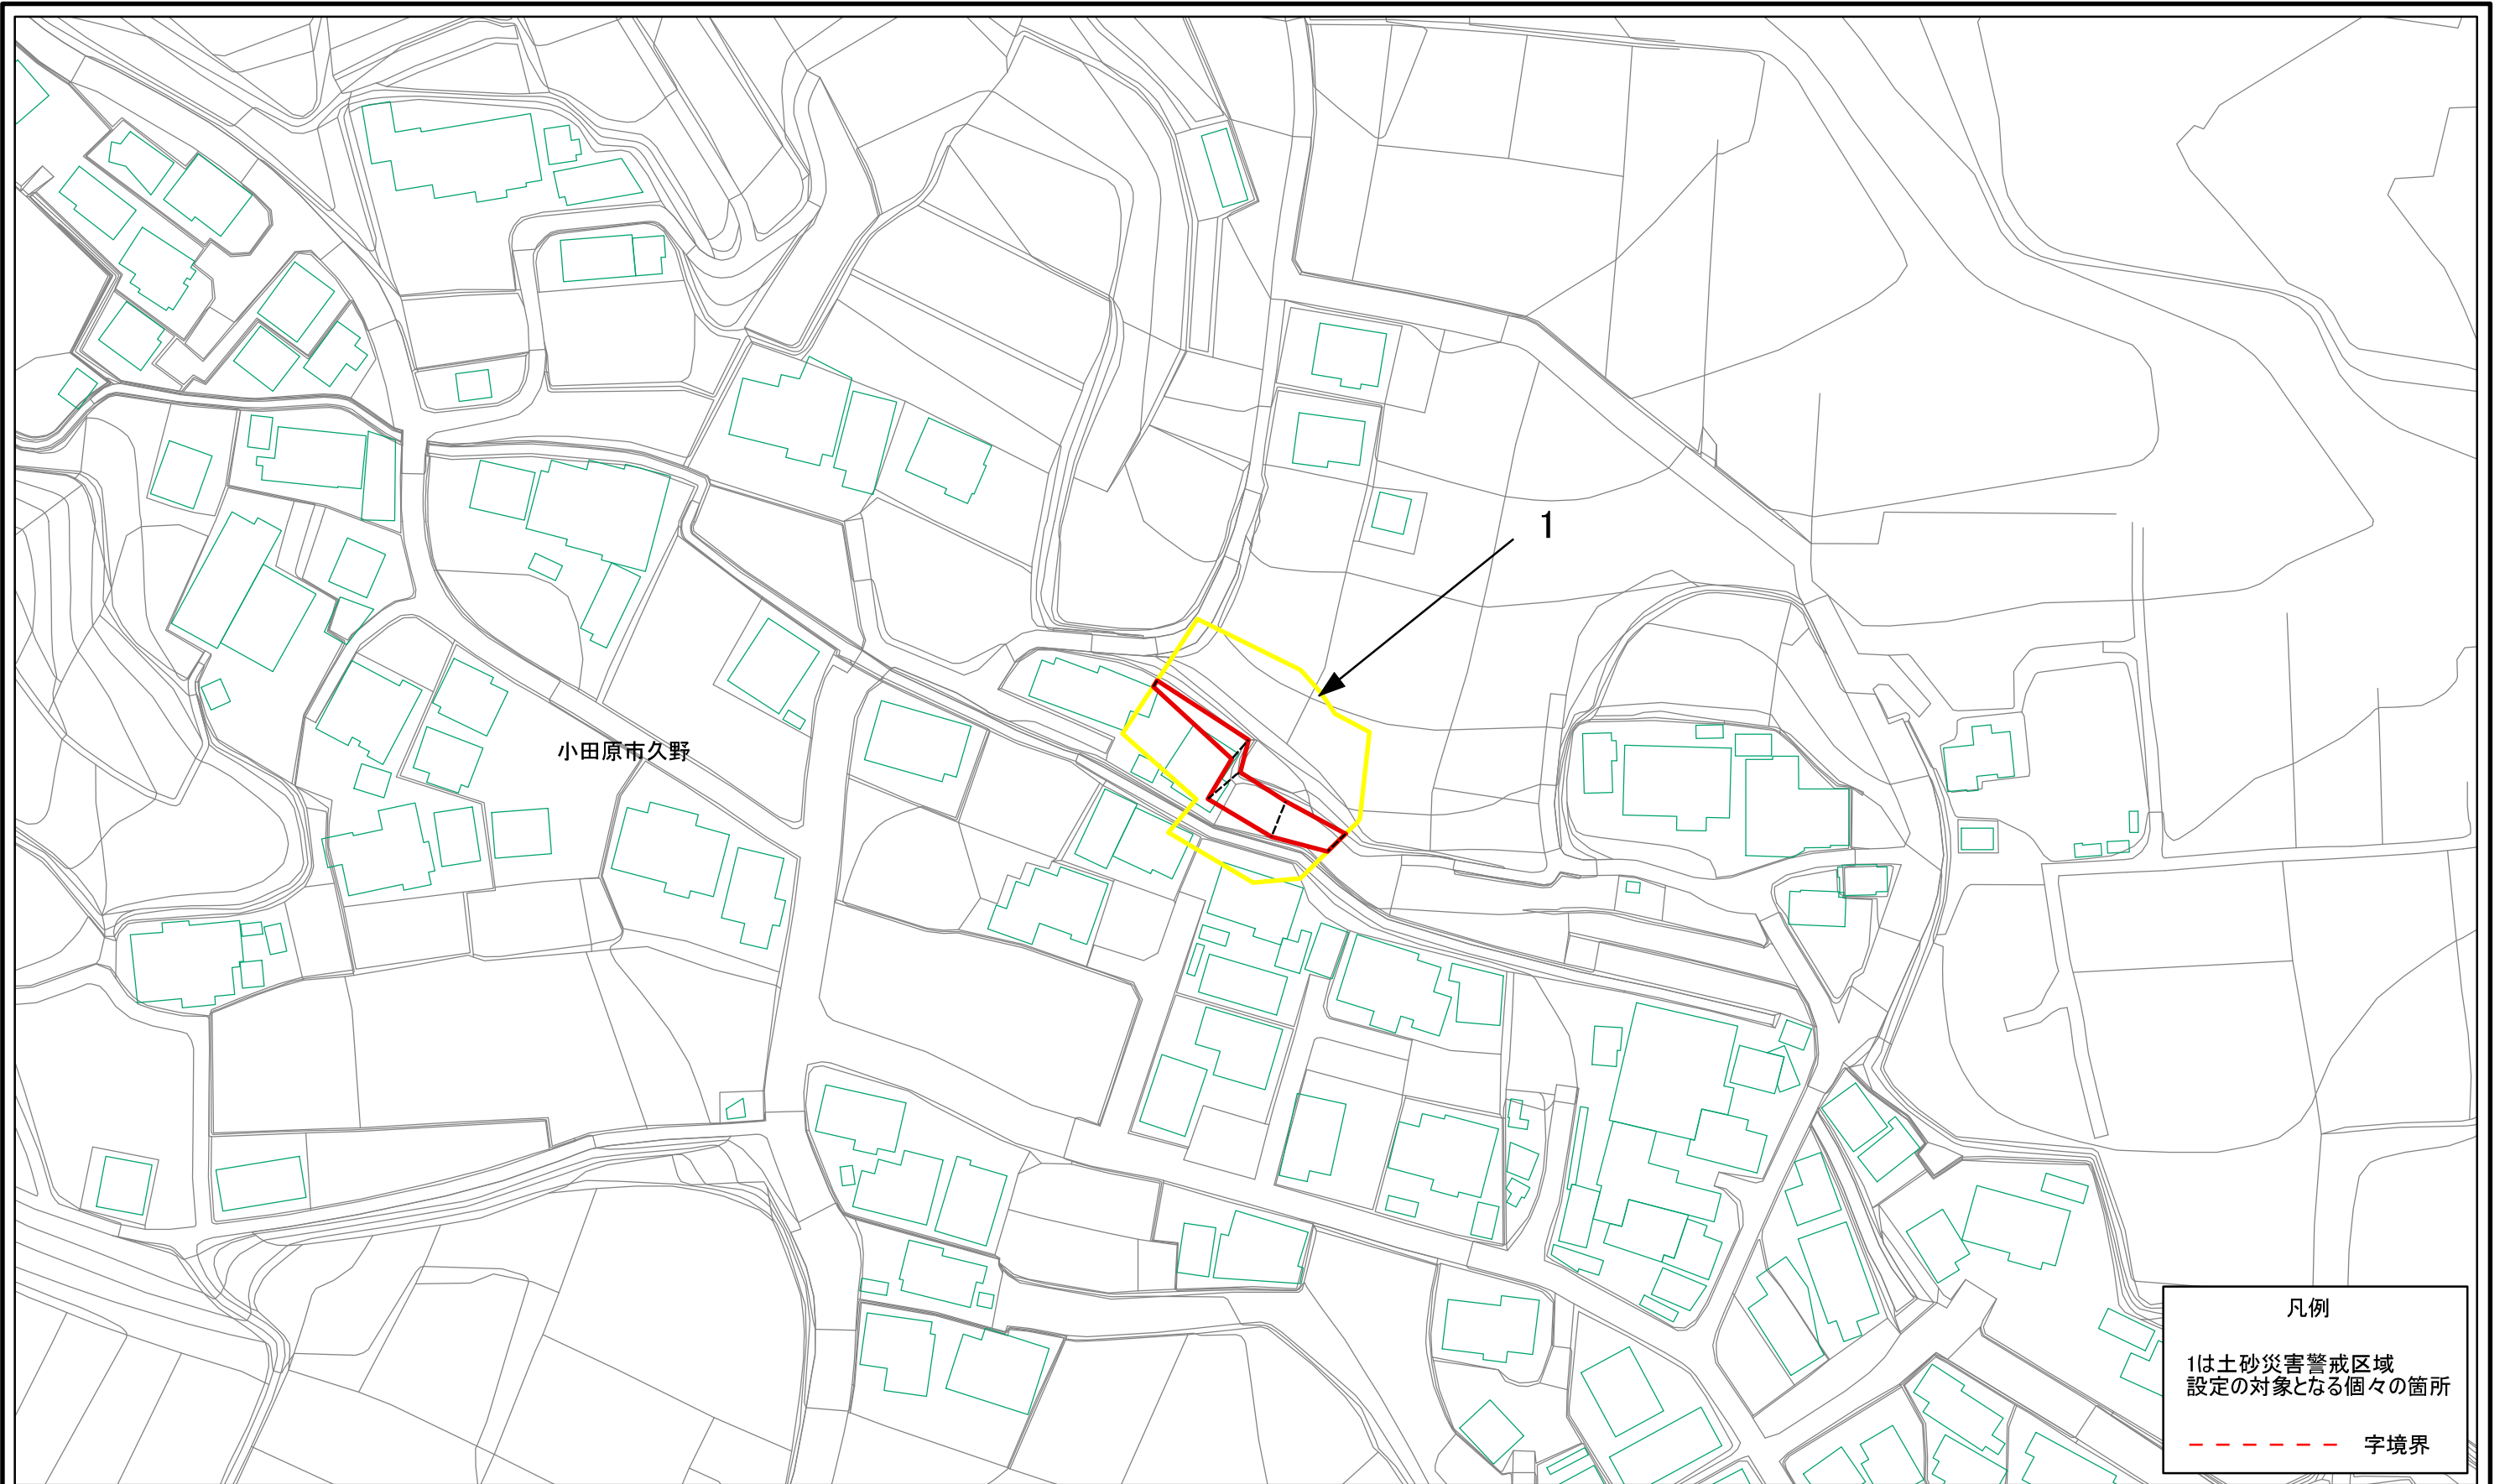 1
小田原市久野
凡例
1は土砂災害警戒区域
設定の対象となる個々の箇所
字境界